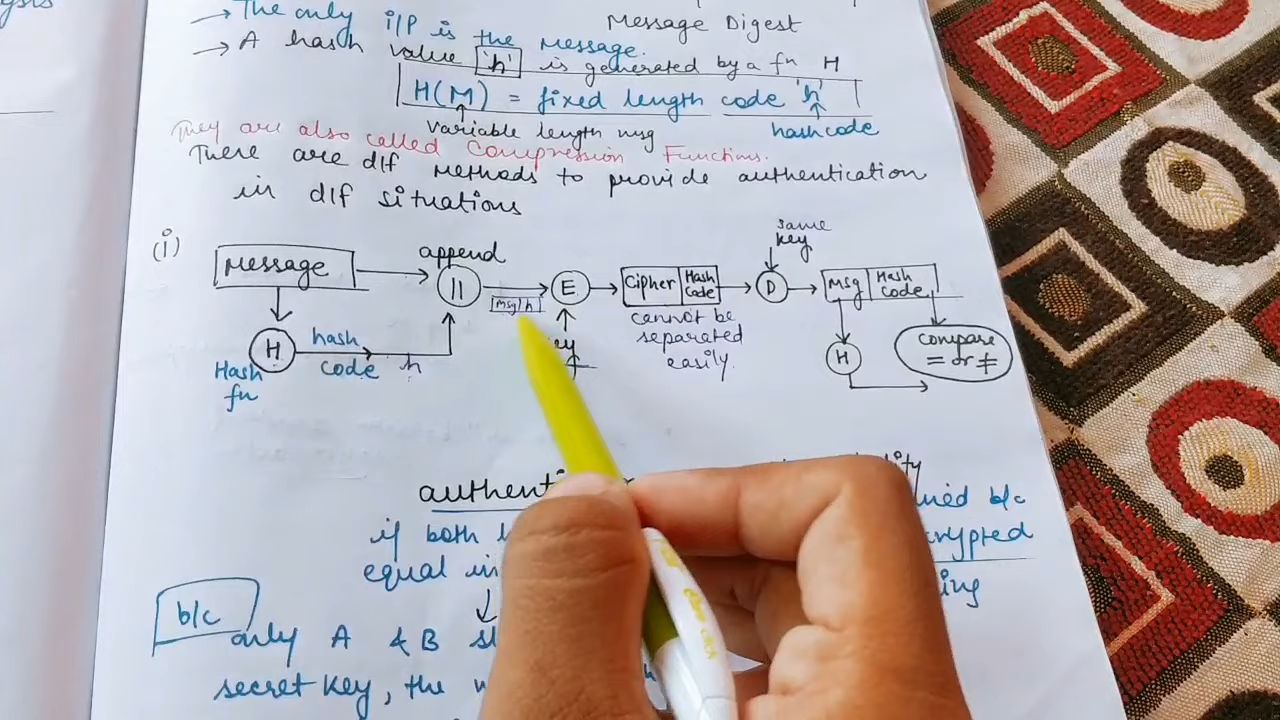 → The only i/P is the Message.
Message Digest
→ A hash value 'h' is generated by a fn H
H(M) = fixed length code 'h'
variable length msg
hashcode
They are also called Compression Functions.
There are dif methods to provide authentication
in dif situations
(i)
Message
append
||
msg h
E
Cipher Hash Code
same key
D
Msg Hash Code
H
Hash fn
hash code
h
cannot be separated easily.
H
compare = or ≠
if both
equal in
b/c
only A & B
secret key, the